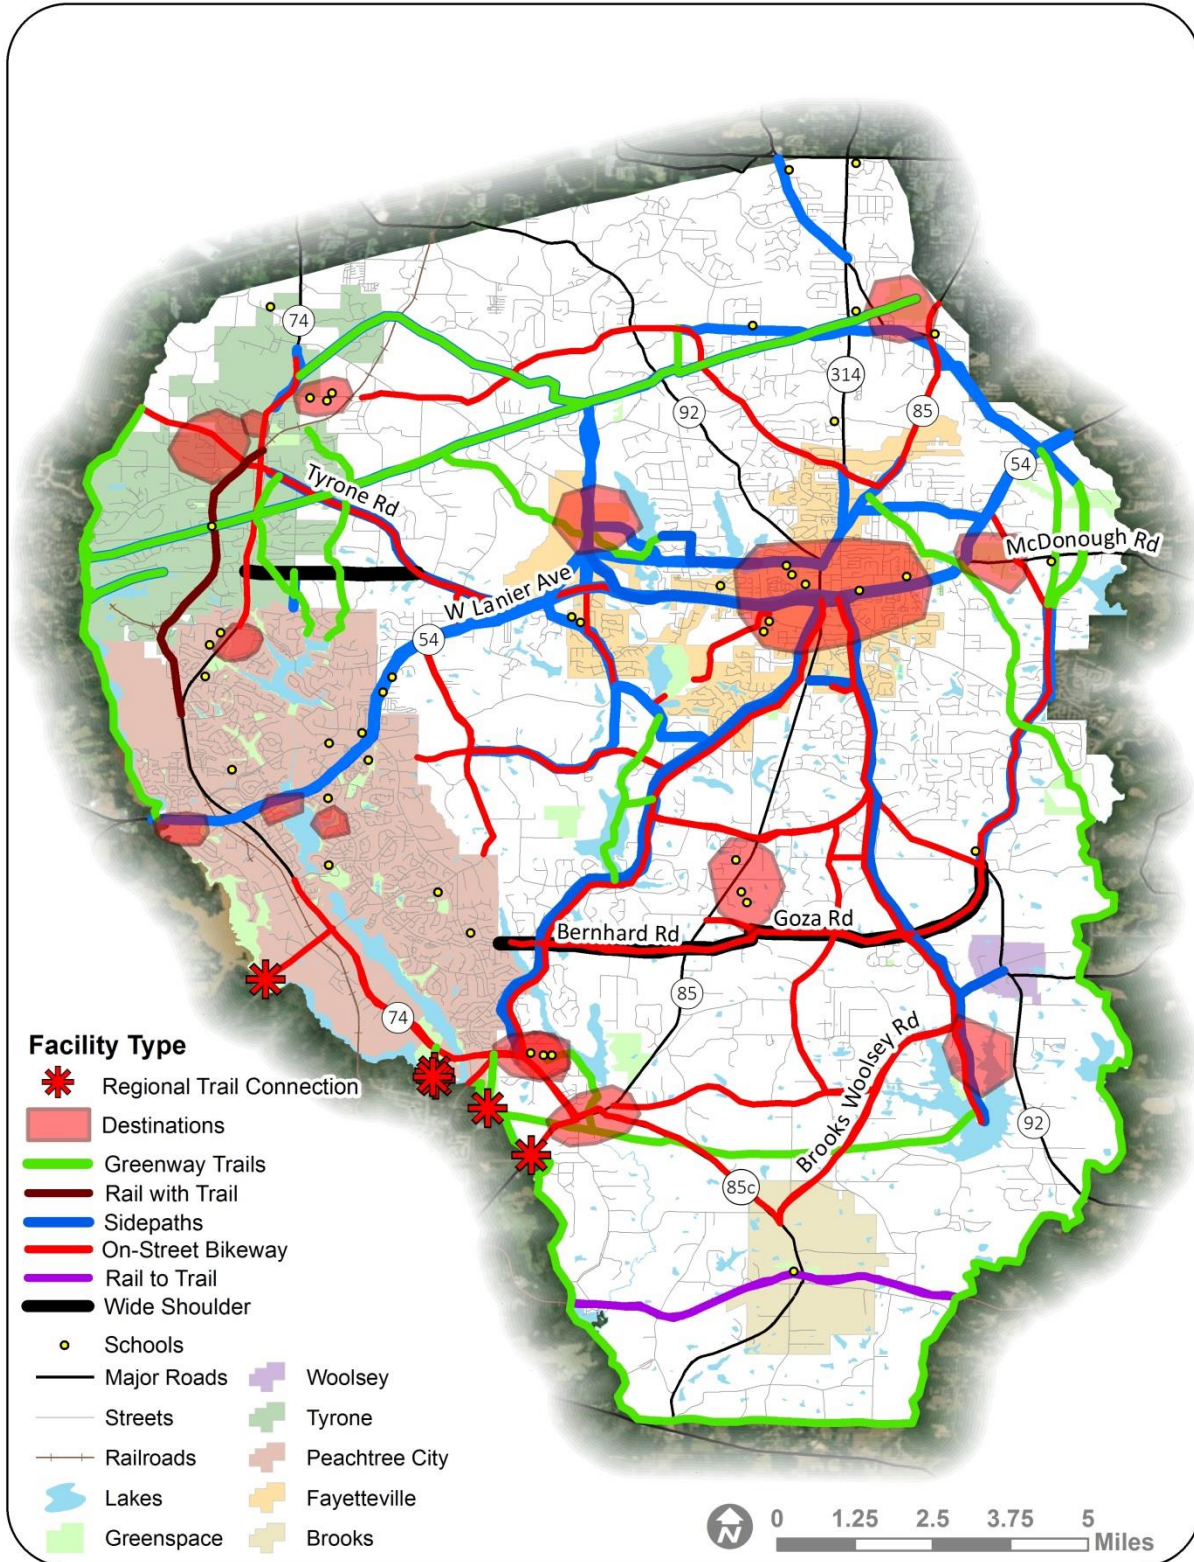 74
314
92
85
54
Tyrone Rd
McDonough Rd
W Lanier Ave
54
Bernhard Rd
Goza Rd
85
74
Brooks Woolsey Rd
92
85c
Facility Type
Regional Trail Connection
Destinations
Greenway Trails
Rail with Trail
Sidepaths
On-Street Bikeway
Rail to Trail
Wide Shoulder
Schools
Major Roads
Streets
Railroads
Lakes
Greenspace
Woolsey
Tyrone
Peachtree City
Fayetteville
Brooks
N
0 1.25 2.5 3.75 5
Miles